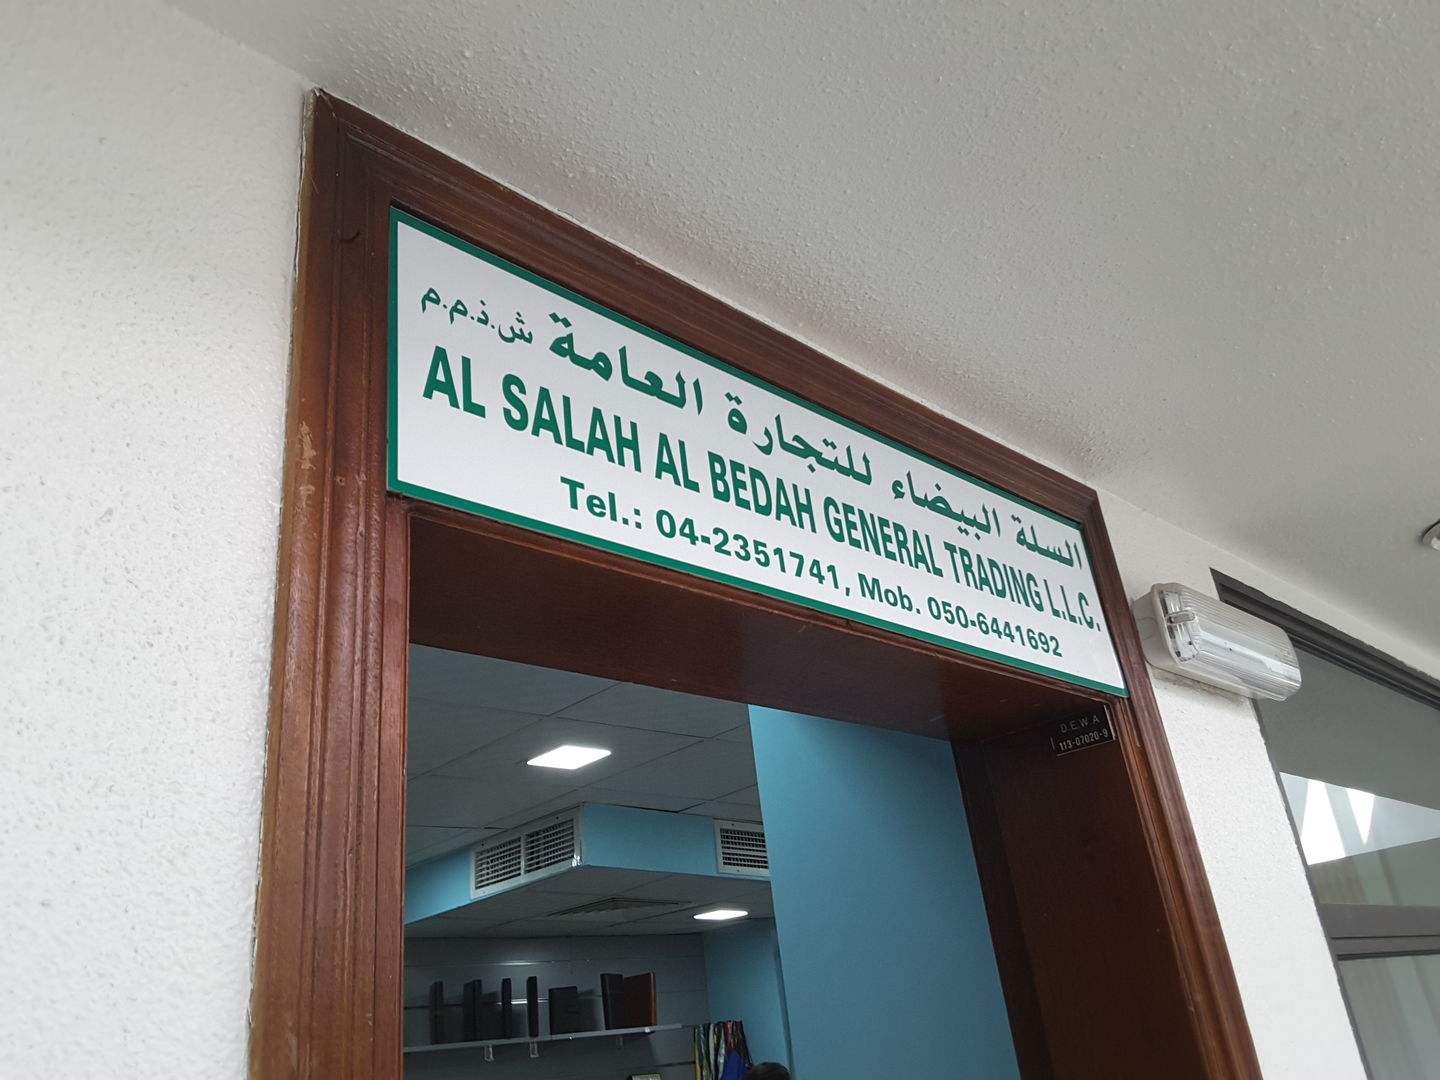 السلة البيضاء للتجارة العامة ش.ذ.م.م
AL SALAH AL BEDAH GENERAL TRADING L.L.C.
Tel.: 04-2351741, Mob. 050-6441692
D.E.W.A
113-07020-9